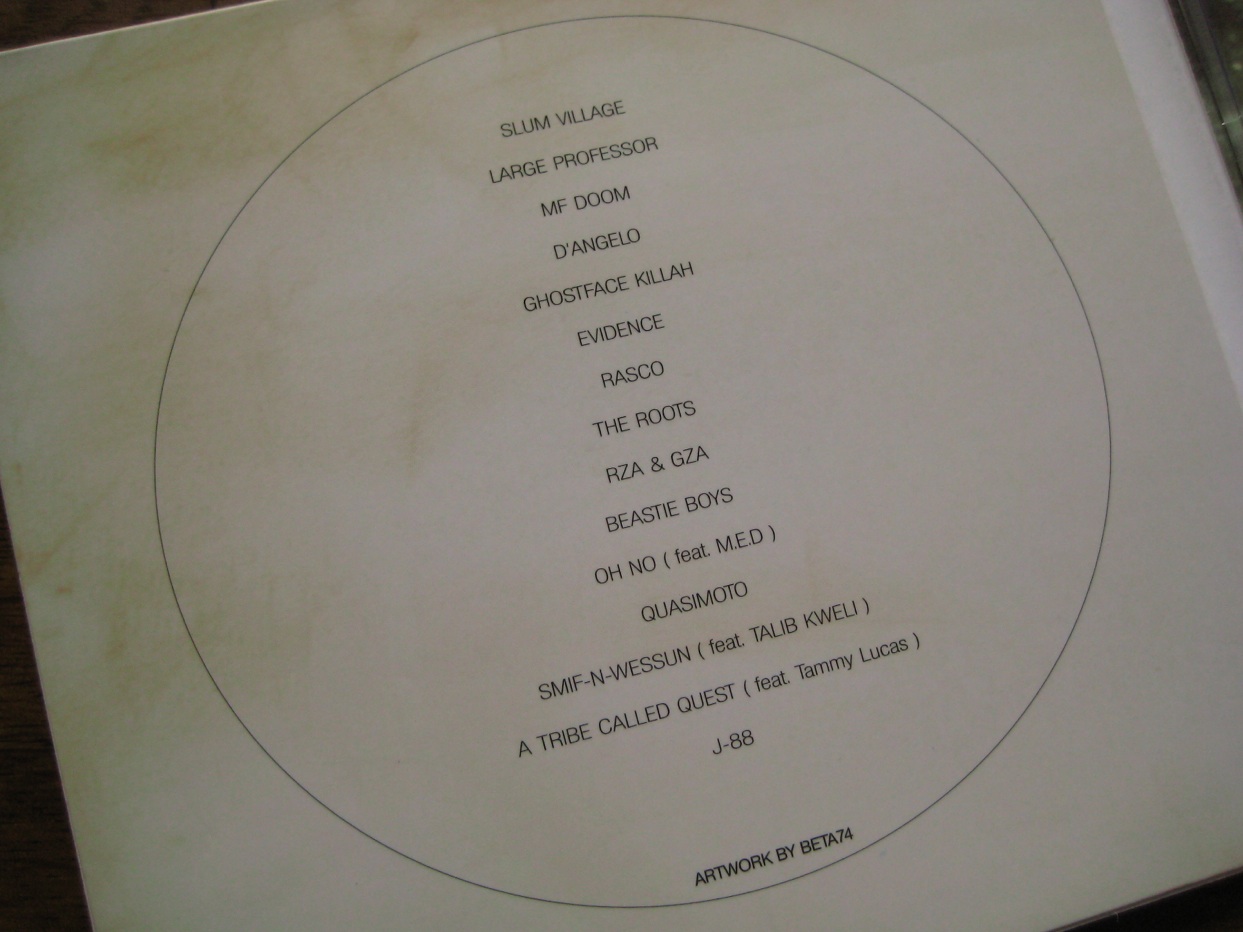 SLUM VILLAGE
LARGE PROFESSOR
MF DOOM
D'ANGELO
GHOSTFACE KILLAH
EVIDENCE
RASCO
THE ROOTS
RZA & GZA
BEASTIE BOYS
OH NO ( feat. M.E.D )
QUASIMOTO
SMIF-N-WESSUN ( feat. TALIB KWELI )
A TRIBE CALLED QUEST ( feat. Tammy Lucas )
J-88
ARTWORK BY BETA74